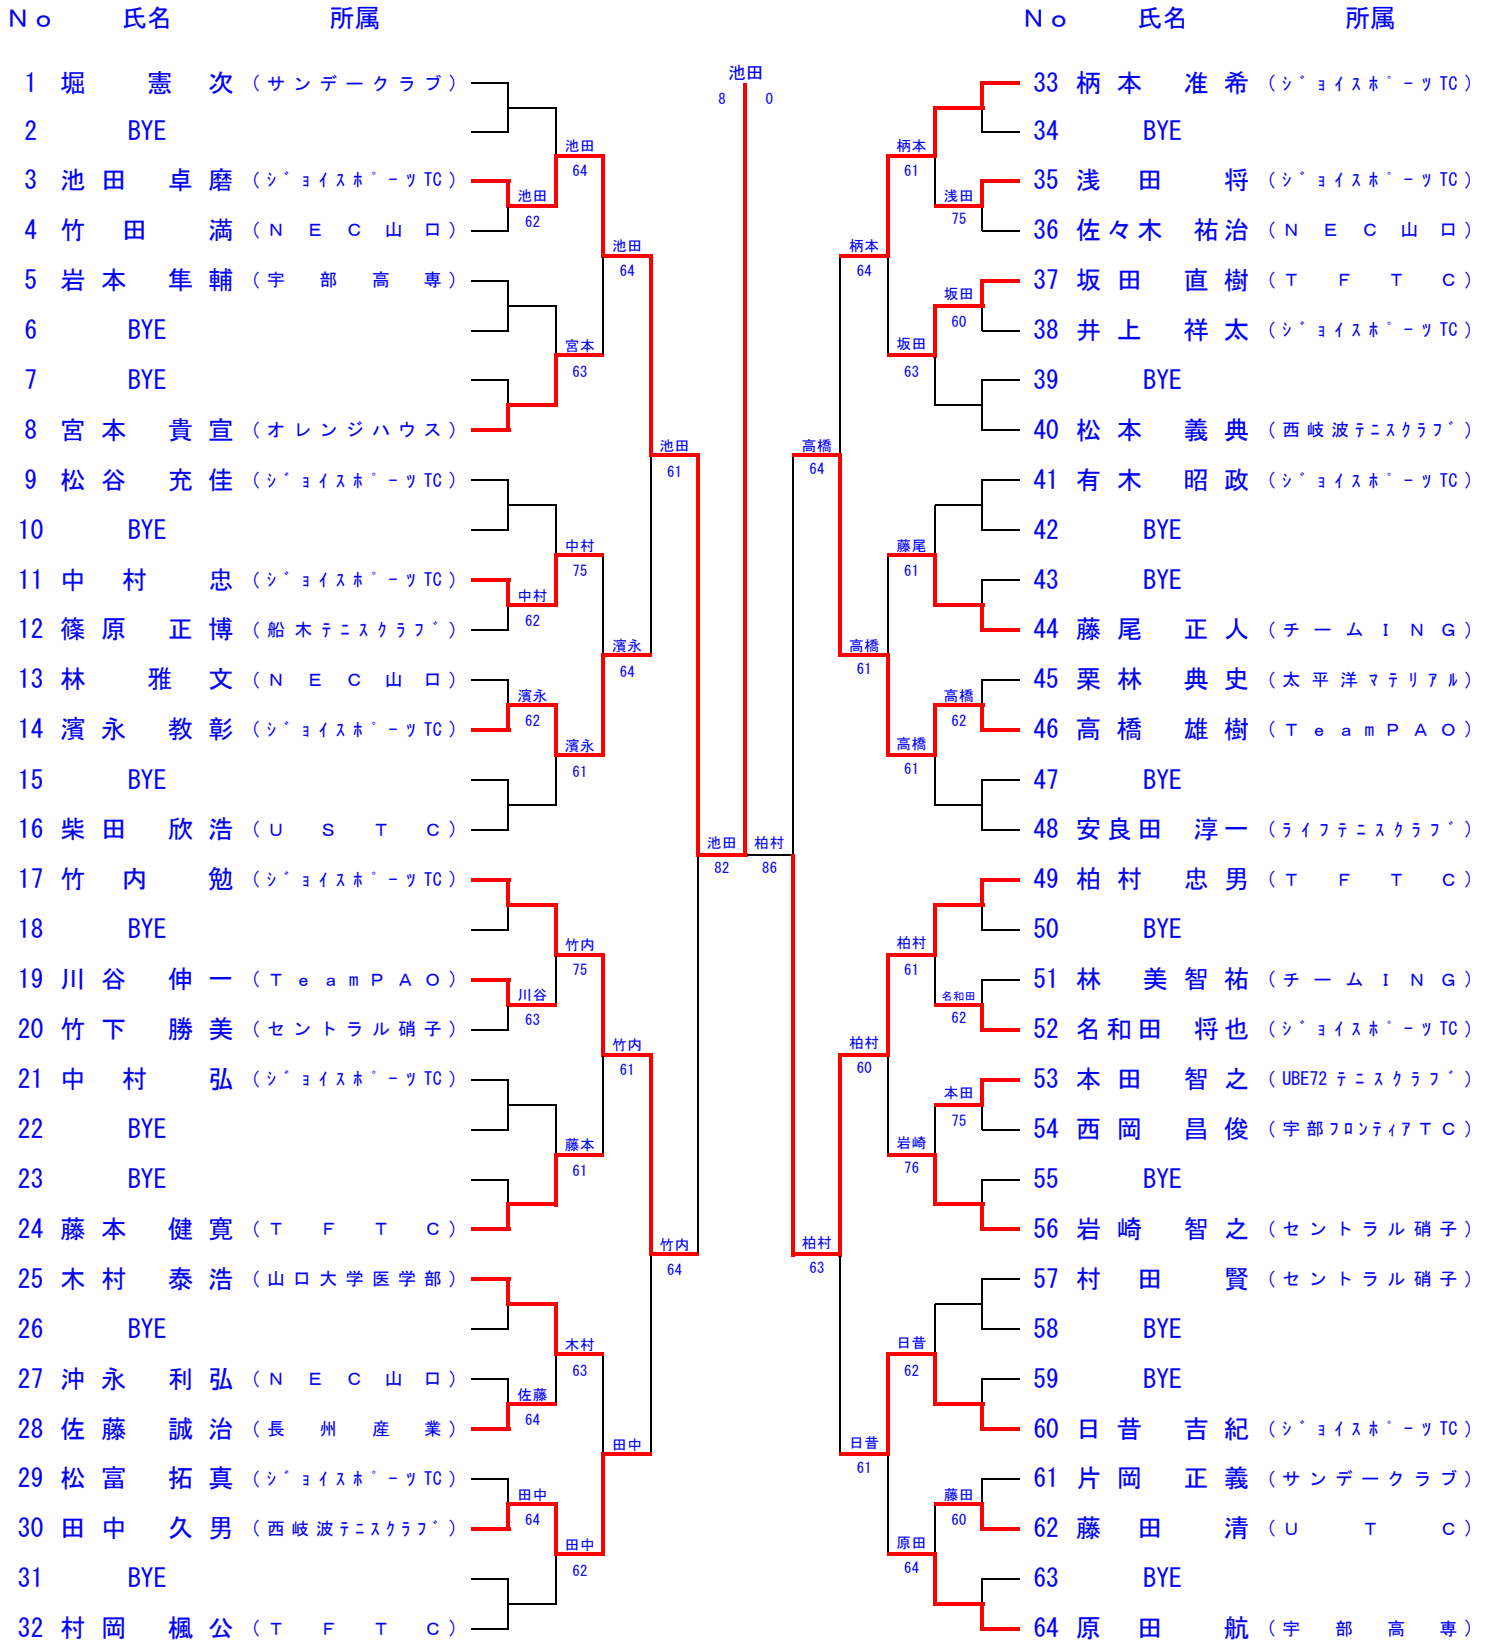 Ｎｏ 氏名 所属
1 堀 憲 次 (サンデークラブ)
2 BYE
3 池田 卓磨 (ｼﾞｮｲｽﾎﾟｰﾂTC)
4 竹田 満 (ＮＥＣ山口)
5 岩本 隼輔 (宇部高専)
6 BYE
7 BYE
8 宮本 貴宣 (オレンジハウス)
9 松谷 充佳 (ｼﾞｮｲｽﾎﾟｰﾂTC)
10 BYE
11 中村 忠 (ｼﾞｮｲｽﾎﾟｰﾂTC)
12 篠原 正博 (船木ﾃﾆｽｸﾗﾌﾞ)
13 林 雅文 (ＮＥＣ山口)
14 濱永 教彰 (ｼﾞｮｲｽﾎﾟｰﾂTC)
15 BYE
16 柴田 欣浩 (ＵＳＴＣ)
17 竹内 勉 (ｼﾞｮｲｽﾎﾟｰﾂTC)
18 BYE
19 川谷 伸一 (ＴｅａｍＰＡＯ)
20 竹下 勝美 (セントラル硝子)
21 中村 弘 (ｼﾞｮｲｽﾎﾟｰﾂTC)
22 BYE
23 BYE
24 藤本 健寛 (ＴＦＴＣ)
25 木村 泰浩 (山口大学医学部)
26 BYE
27 沖永 利弘 (ＮＥＣ山口)
28 佐藤 誠治 (長州産業)
29 松富 拓真 (ｼﾞｮｲｽﾎﾟｰﾂTC)
30 田中 久男 (西岐波ﾃﾆｽｸﾗﾌﾞ)
31 BYE
32 村岡 楓公 (ＴＦＴＣ)
池田
62
中村
62
濱永
62
川谷
63
佐藤
64
田中
64
池田
64
宮本
63
中村
75
濱永
61
竹内
75
藤本
61
木村
63
田中
62
池田
64
濱永
64
竹内
61
田中
池田
61
竹内
64
池田
82
池田
8 0
柏村
86
高橋
64
柏村
63
柄本
64
高橋
61
柏村
60
日昔
61
柄本
61
坂田
63
藤尾
61
高橋
61
柏村
61
岩崎
76
日昔
62
原田
64
浅田
75
坂田
60
高橋
62
名和田
62
本田
75
藤田
60
Ｎｏ 氏名 所属
33 柄本 准希 (ｼﾞｮｲｽﾎﾟｰﾂTC)
34 BYE
35 浅田 将 (ｼﾞｮｲｽﾎﾟｰﾂTC)
36 佐々木 祐治 (ＮＥＣ山口)
37 坂田 直樹 (ＴＦＴＣ)
38 井上 祥太 (ｼﾞｮｲｽﾎﾟｰﾂTC)
39 BYE
40 松本 義典 (西岐波ﾃﾆｽｸﾗﾌﾞ)
41 有木 昭政 (ｼﾞｮｲｽﾎﾟｰﾂTC)
42 BYE
43 BYE
44 藤尾 正人 (チームＩＮＧ)
45 栗林 典史 (太平洋ﾏﾃﾘｱﾙ)
46 高橋 雄樹 (ＴｅａｍＰＡＯ)
47 BYE
48 安良田 淳一 (ﾗｲﾌﾃﾆｽｸﾗﾌﾞ)
49 柏村 忠男 (ＴＦＴＣ)
50 BYE
51 林 美智祐 (チームＩＮＧ)
52 名和田 将也 (ｼﾞｮｲｽﾎﾟｰﾂTC)
53 本田 智之 (UBE72ﾃﾆｽｸﾗﾌﾞ)
54 西岡 昌俊 (宇部ﾌﾛﾝﾃｨｱＴＣ)
55 BYE
56 岩崎 智之 (セントラル硝子)
57 村田 賢 (セントラル硝子)
58 BYE
59 BYE
60 日昔 吉紀 (ｼﾞｮｲｽﾎﾟｰﾂTC)
61 片岡 正義 (サンデークラブ)
62 藤田 清 (ＵＴＣ)
63 BYE
64 原田 航 (宇部高専)